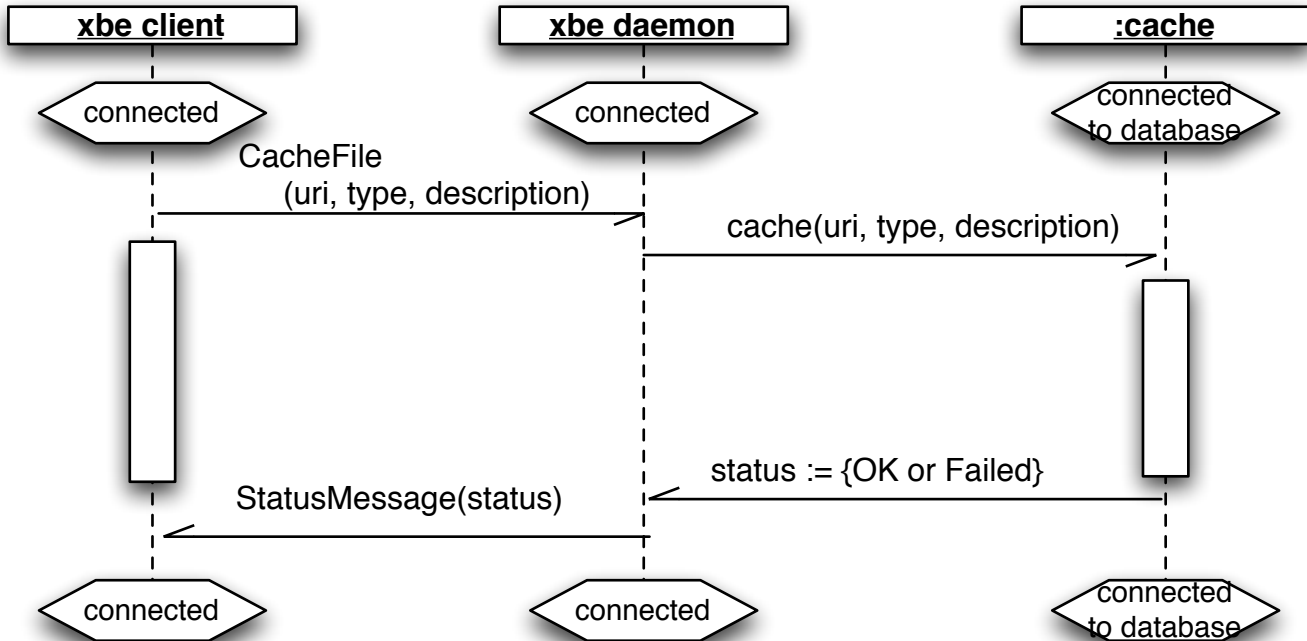 xbe client
xbe daemon
:cache
connected
connected
connected
to database
CacheFile
(uri, type, description)
cache(uri, type, description)
status := {OK or Failed}
StatusMessage(status)
connected
connected
connected
to database